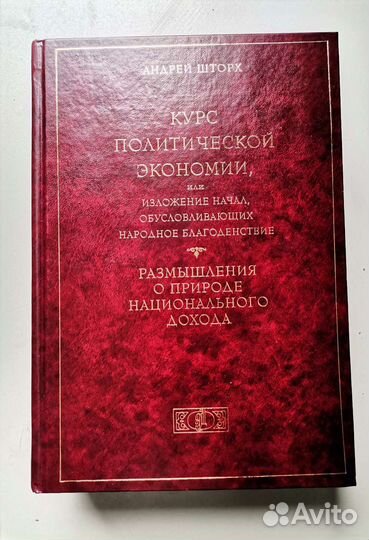 АНДРЕЙ ШТОРХ
КУРС
ПОЛИТИЧЕСКОЙ
ЭКОНОМИИ,
ИЛИ
ИЗЛОЖЕНИЕ НАЧАЛ,
ОБУСЛОВЛИВАЮЩИХ
НАРОДНОЕ БЛАГОДЕНСТВИЕ
РАЗМЫШЛЕНИЯ
О ПРИРОДЕ
НАЦИОНАЛЬНОГО
ДОХОДА
Avito